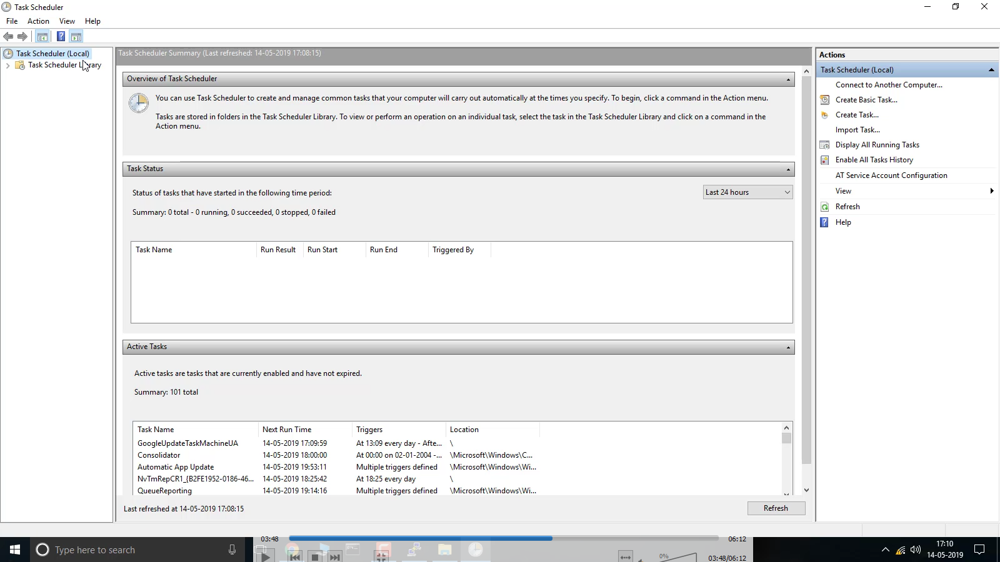 Task Scheduler
File Action View Help
Task Scheduler (Local)
Task Scheduler Library
Task Scheduler Summary (Last refreshed: 14-05-2019 17:08:15)
Overview of Task Scheduler
You can use Task Scheduler to create and manage common tasks that your computer will carry out automatically at the times you specify. To begin, click a command in the Action menu.
Tasks are stored in folders in the Task Scheduler Library. To view or perform an operation on an individual task, select the task in the Task Scheduler Library and click on a command in the
Action menu.
Task Status
Status of tasks that have started in the following time period:
Last 24 hours
Summary: 0 total - 0 running, 0 succeeded, 0 stopped, 0 failed
Task Name Run Result Run Start Run End Triggered By
Active Tasks
Active tasks are tasks that are currently enabled and have not expired.
Summary: 101 total
Task Name Next Run Time Triggers Location
GoogleUpdateTaskMachineUA 14-05-2019 17:09:59 At 13:09 every day - Afte... \
Consolidator 14-05-2019 18:00:00 At 00:00 on 02-01-2004 -... \Microsoft\Windows\C...
Automatic App Update 14-05-2019 19:53:11 Multiple triggers defined \Microsoft\Windows\Wi...
NvTmRepCR1_{B2FE1952-0186-46... 14-05-2019 18:25:42 At 18:25 every day \
QueueReporting 14-05-2019 19:14:16 Multiple triggers defined \Microsoft\Windows\Wi...
Last refreshed at 14-05-2019 17:08:15
Refresh
Actions
Task Scheduler (Local)
Connect to Another Computer...
Create Basic Task...
Create Task...
Import Task...
Display All Running Tasks
Enable All Tasks History
AT Service Account Configuration
View
Refresh
Help
03:48
06:12
Type here to search
0%
03:48/06:12
17:10
14-05-2019